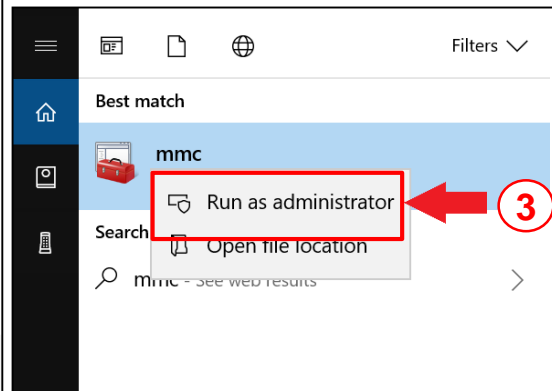 Filters
Best match
mmc
Run as administrator
3
Search
Open file location
mmc - See web results